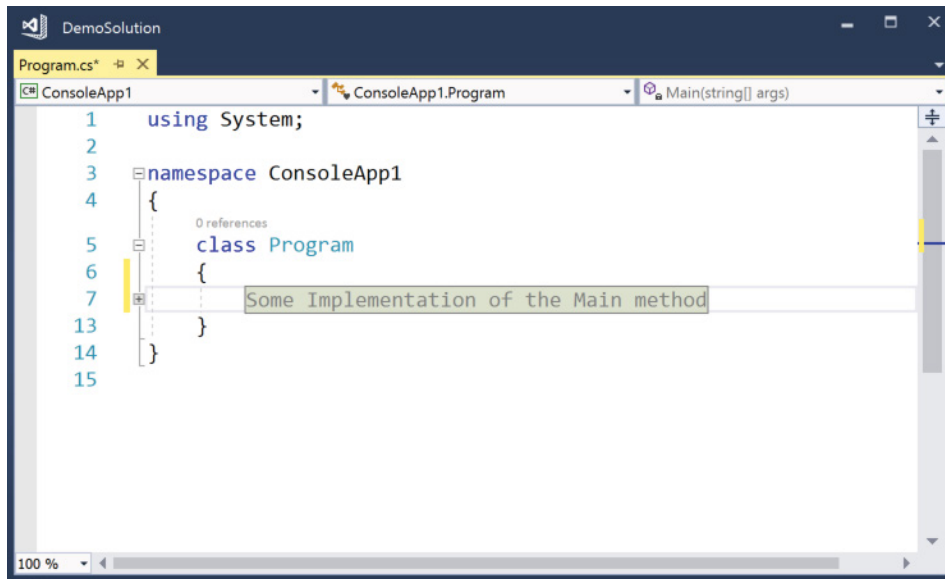 DemoSolution
Program.cs*
C# ConsoleApp1 ConsoleApp1.Program Main(string[] args)
1 using System;
2
3 namespace ConsoleApp1
4 {
0 references
5 class Program
6 {
7 Some Implementation of the Main method
13 }
14 }
15
100 %